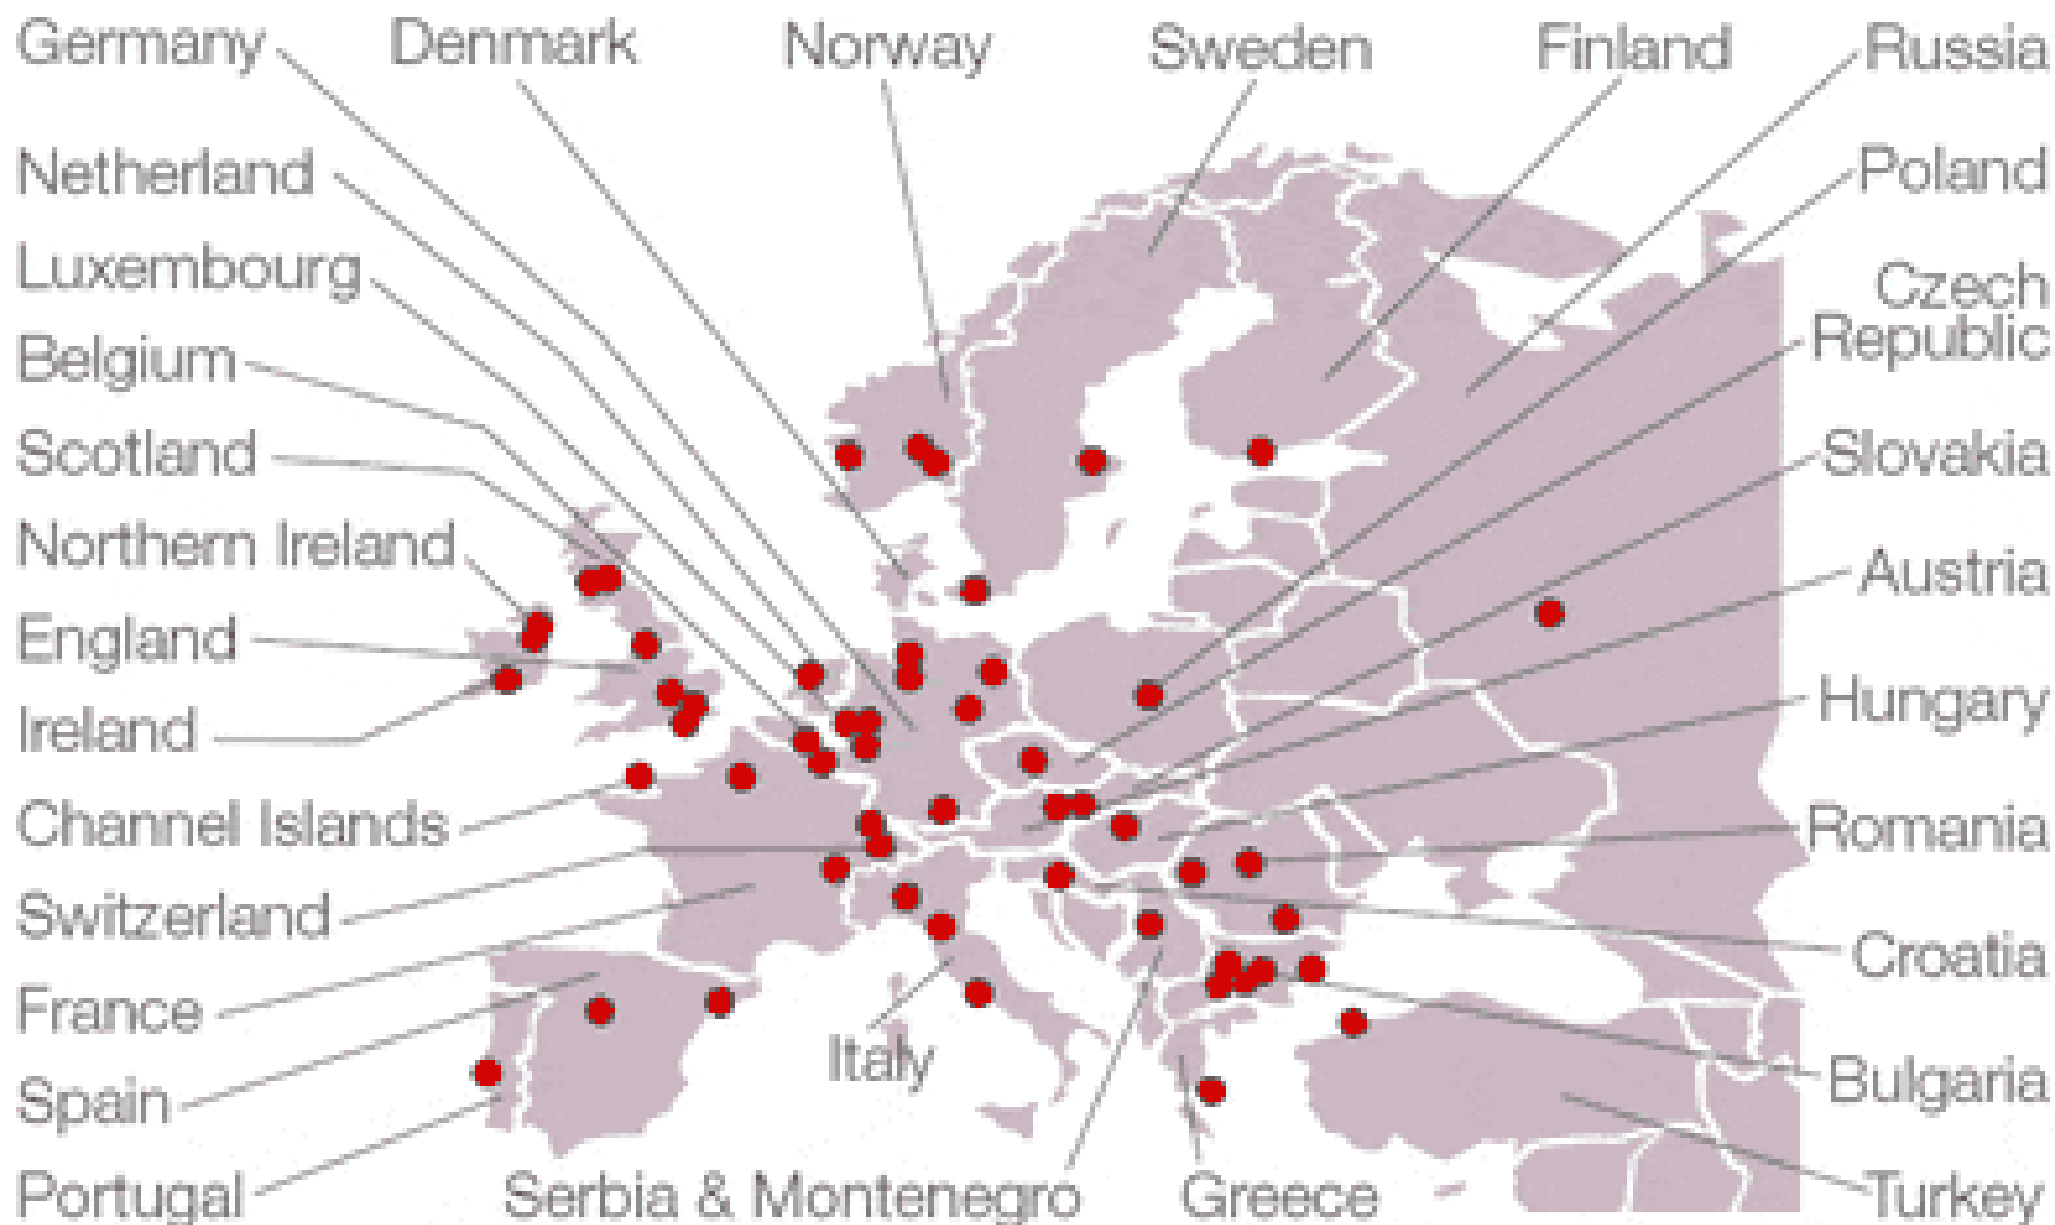 Germany
Denmark
Norway
Sweden
Finland
Russia
Netherland
Poland
Luxembourg
Czech
Republic
Belgium
Scotland
Slovakia
Northern Ireland
Austria
England
Ireland
Hungary
Channel Islands
Romania
Switzerland
Croatia
France
Italy
Spain
Bulgaria
Portugal
Serbia & Montenegro
Greece
Turkey